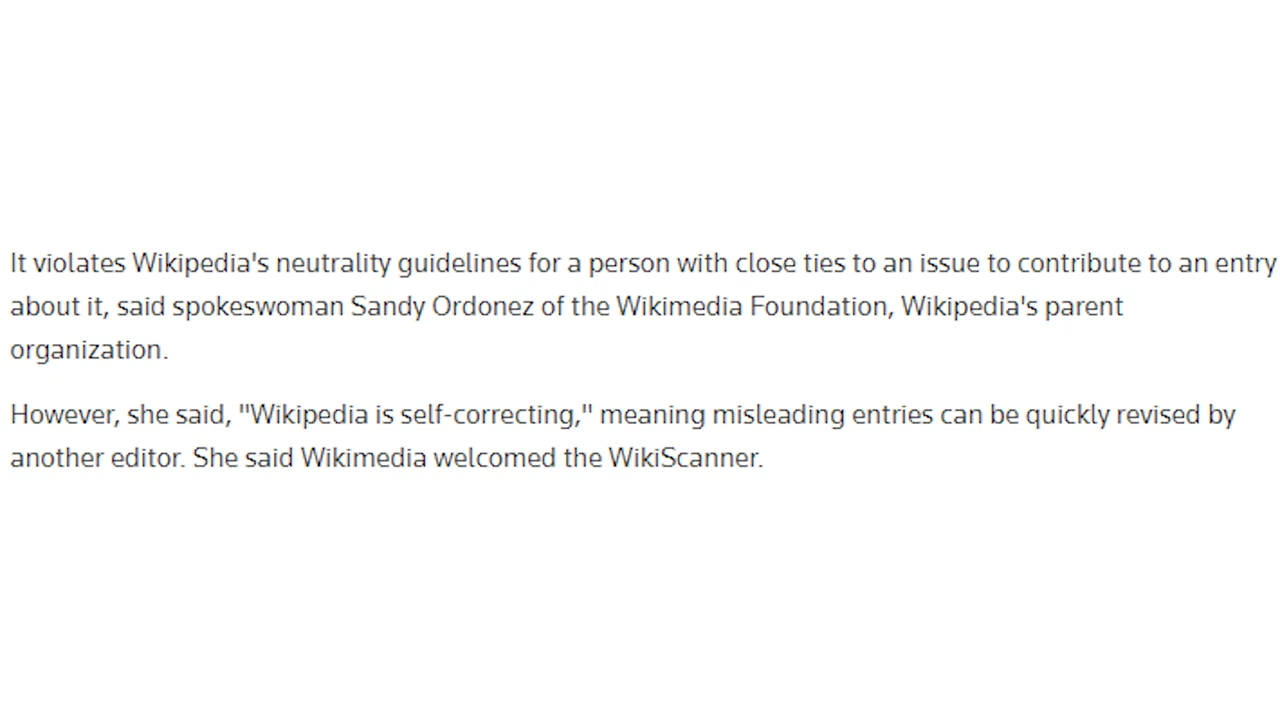 It violates Wikipedia's neutrality guidelines for a person with close ties to an issue to contribute to an entry
about it, said spokeswoman Sandy Ordonez of the Wikimedia Foundation, Wikipedia's parent
organization.
However, she said, "Wikipedia is self-correcting," meaning misleading entries can be quickly revised by
another editor. She said Wikimedia welcomed the WikiScanner.